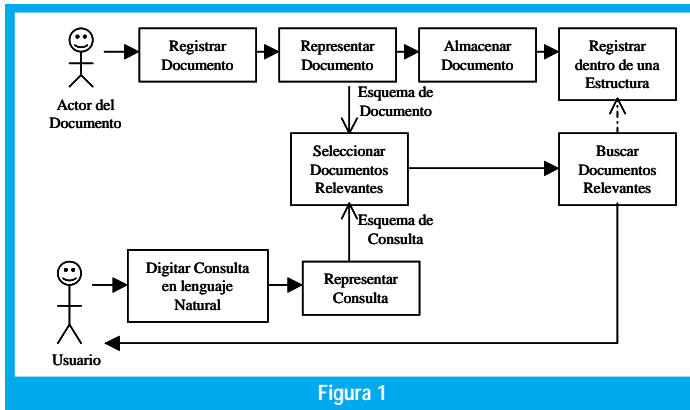 Registrar
Documento
Representar
Documento
Almacenar
Documento
Registrar
dentro de una
Estructura
Actor del
Documento
Esquema de
Documento
Seleccionar
Documentos
Relevantes
Buscar
Documentos
Relevantes
Esquema de
Consulta
Digitar Consulta
en lenguaje
Natural
Representar
Consulta
Usuario
Figura 1